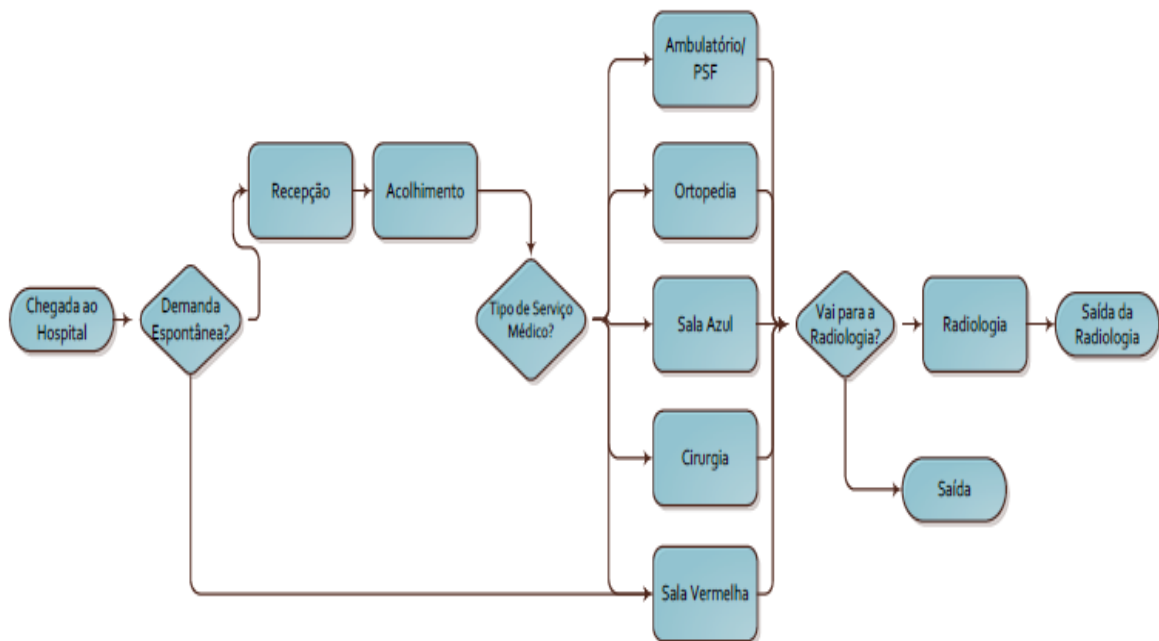 Chegada ao
Hospital
Demanda
Espontânea?
Recepção
Acolhimento
Tipo de Serviço
Médico?
Ambulatório/
PSF
Ortopedia
Sala Azul
Cirurgia
Sala Vermelha
Vai para a
Radiologia?
Radiologia
Saída da
Radiologia
Saída